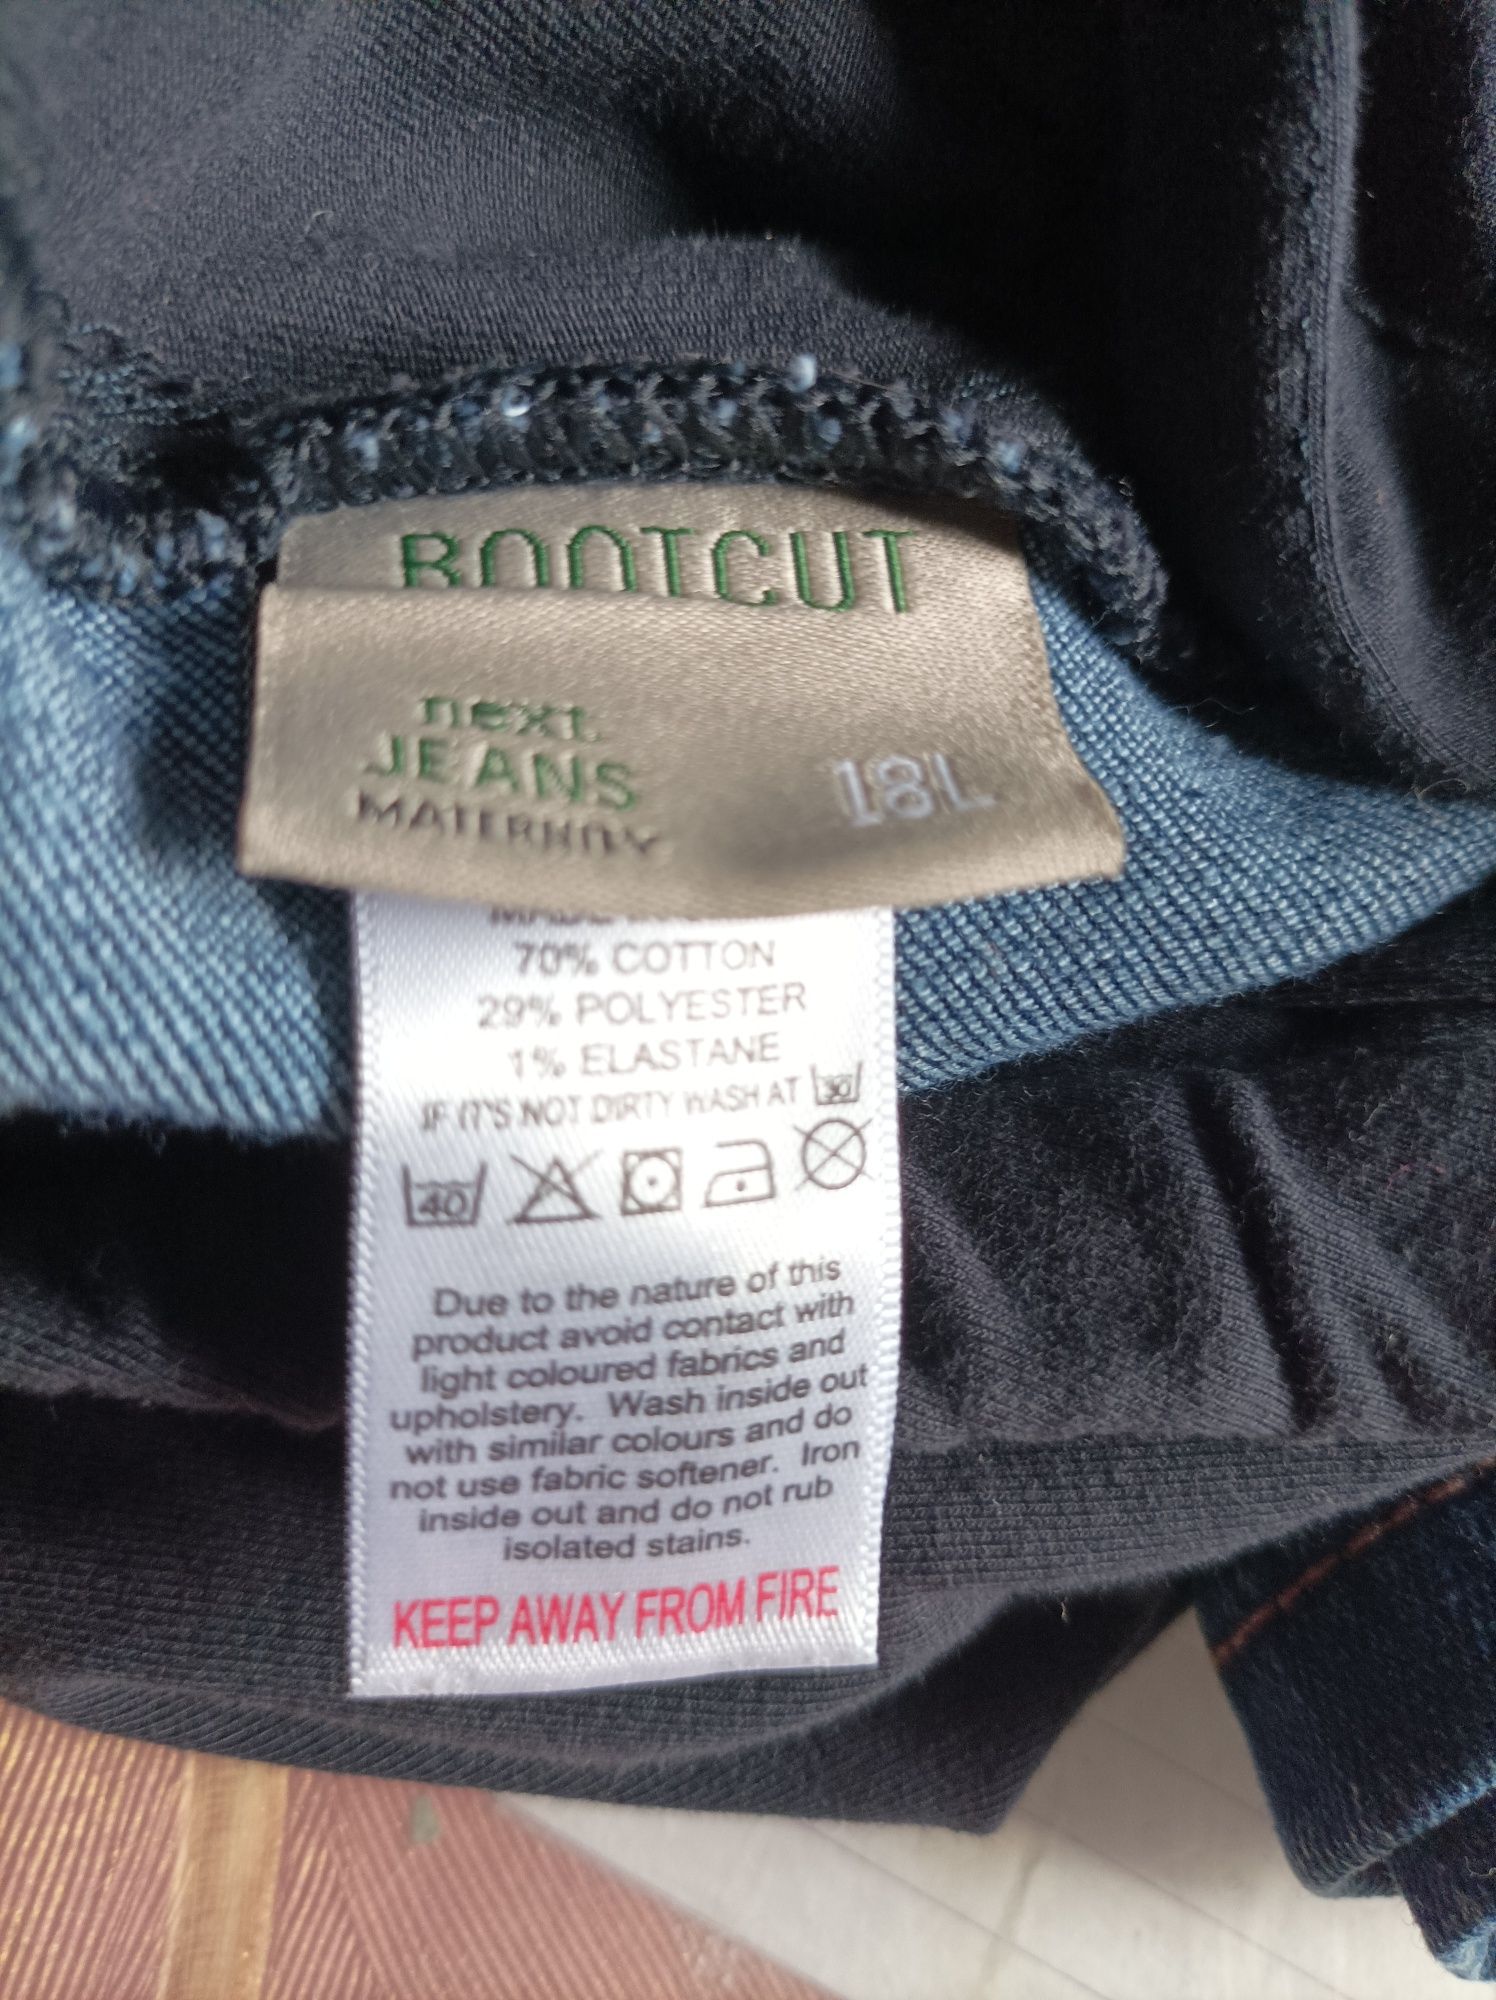 BOOTCUT
next
JEANS
MATERNITY
18L
MADE
70% COTTON
29% POLYESTER
1% ELASTANE
IF IT'S NOT DIRTY WASH AT 30
40
Due to the nature of this
product avoid contact with
light coloured fabrics and
upholstery. Wash inside out
with similar colours and do
not use fabric softener. Iron
inside out and do not rub
isolated stains.
KEEP AWAY FROM FIRE